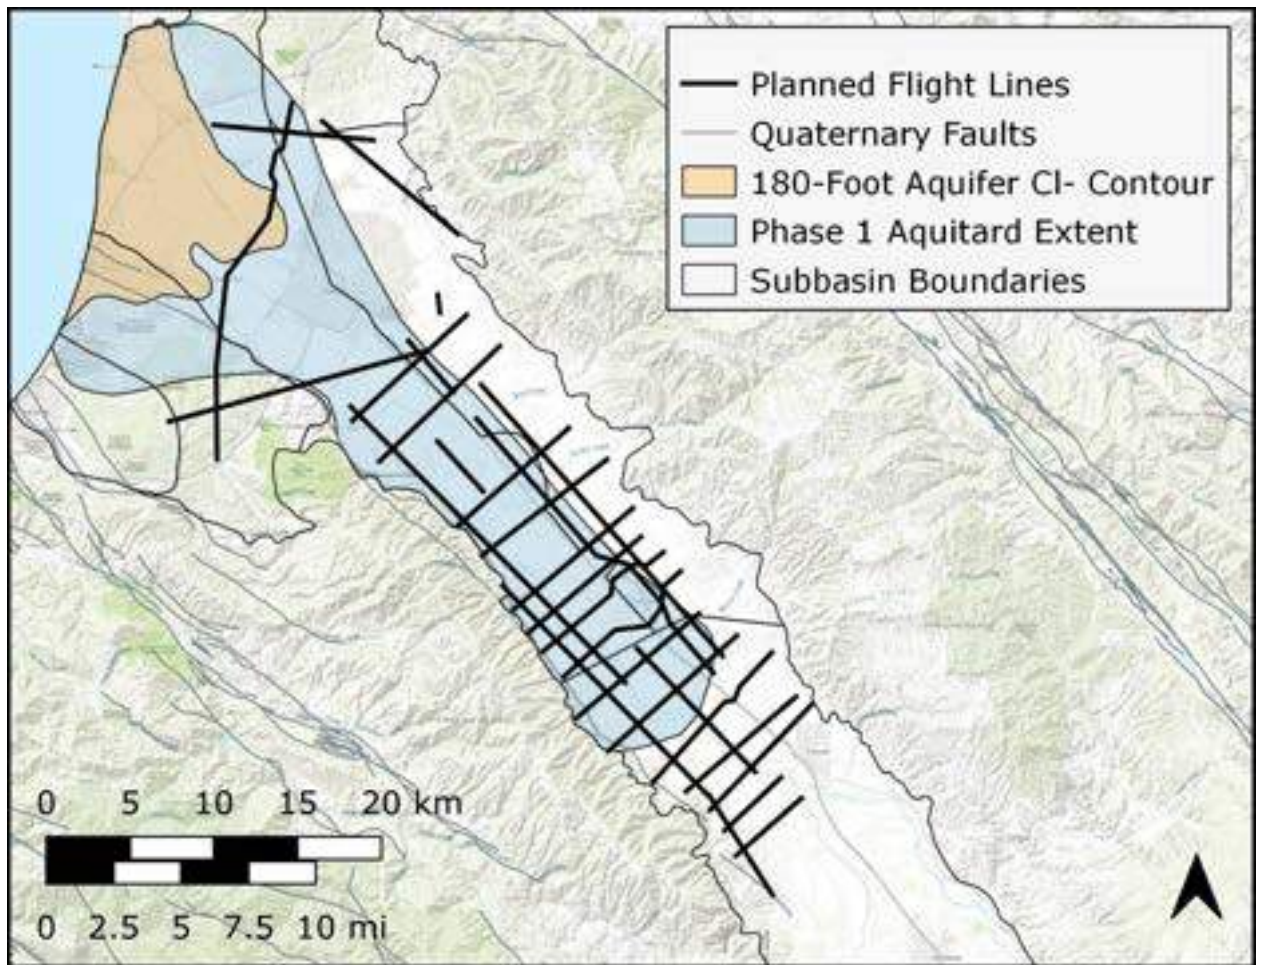 Planned Flight Lines
Quaternary Faults
180-Foot Aquifer Cl- Contour
Phase 1 Aquitard Extent
Subbasin Boundaries
0 5 10 15 20 km
0 2.5 5 7.5 10 mi